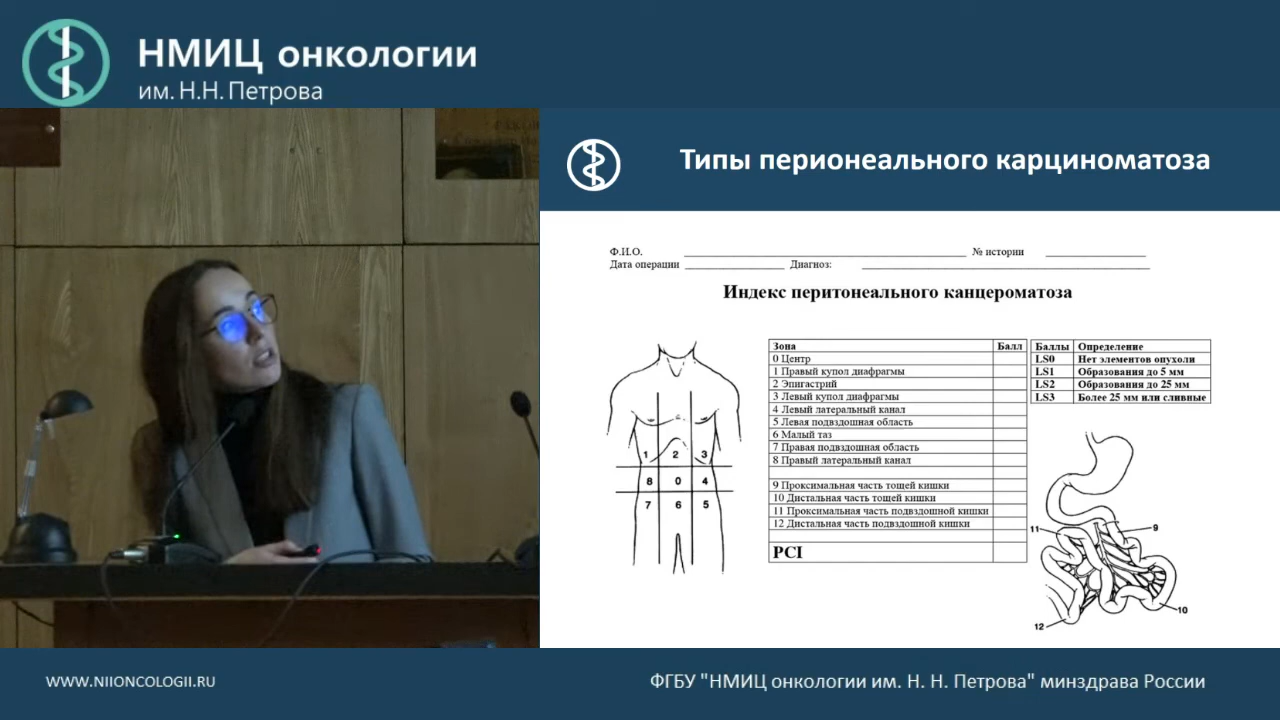 НМИЦ онкологии
им. Н.Н. Петрова
Типы перионеального карциноматоза
Ф.И.О. № истории
Дата операции Диагноз:
Индекс перитонеального канцероматоза
Зона Балл
0 Центр
1 Правый купол диафрагмы
2 Эпигастрий
3 Левый купол диафрагмы
4 Левый латеральный канал
5 Левая подвздошная область
6 Малый таз
7 Правая подвздошная область
8 Правый латеральный канал
9 Проксимальная часть тощей кишки
10 Дистальная часть тощей кишки
11 Проксимальная часть подвздошной кишки
12 Дистальная часть подвздошной кишки
PCI
Баллы Определение
LS0 Нет элементов опухоли
LS1 Образования до 5 мм
LS2 Образования до 25 мм
LS3 Более 25 мм или сливные
1 2 3
8 0 4
7 6 5
11 9
10
12
WWW.NIIONCOLOGII.RU
ФГБУ "НМИЦ онкологии им. Н. Н. Петрова" минздрава России